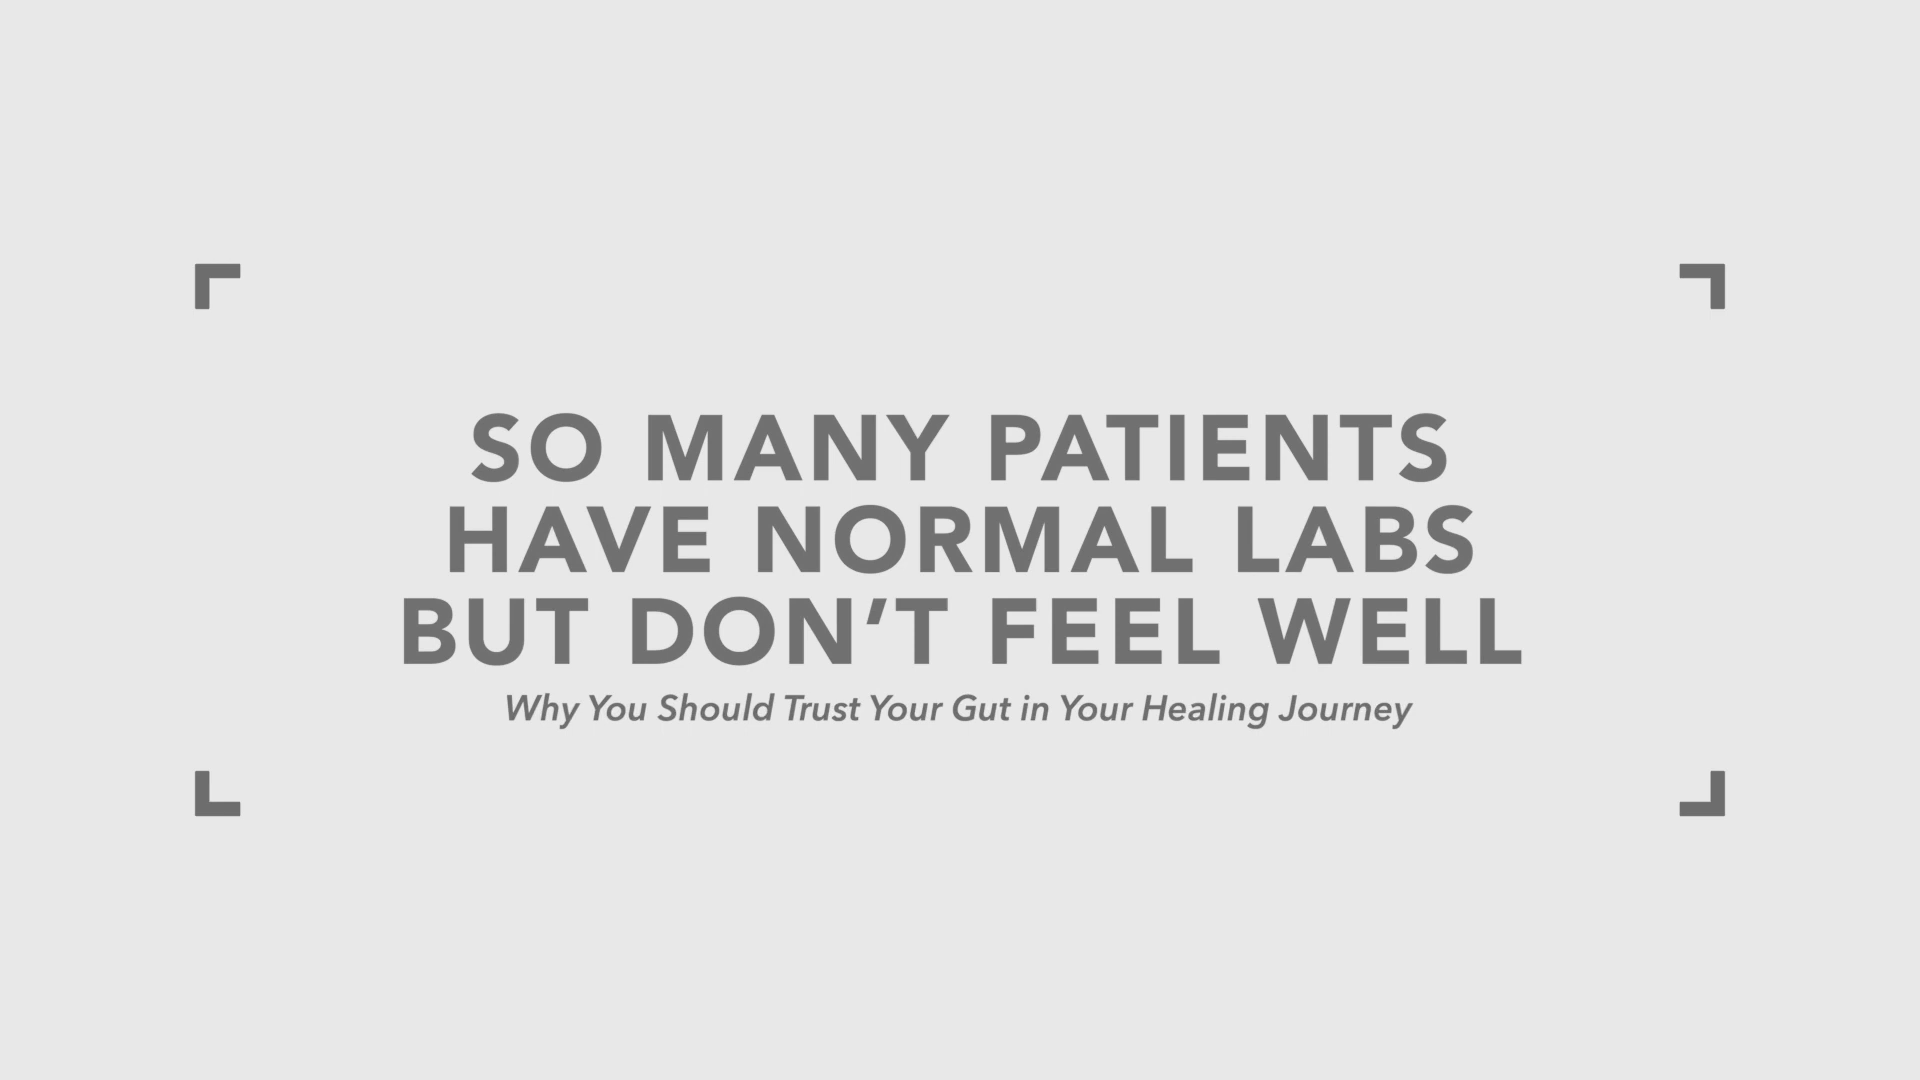 SO MANY PATIENTS
HAVE NORMAL LABS
BUT DON’T FEEL WELL
Why You Should Trust Your Gut in Your Healing Journey